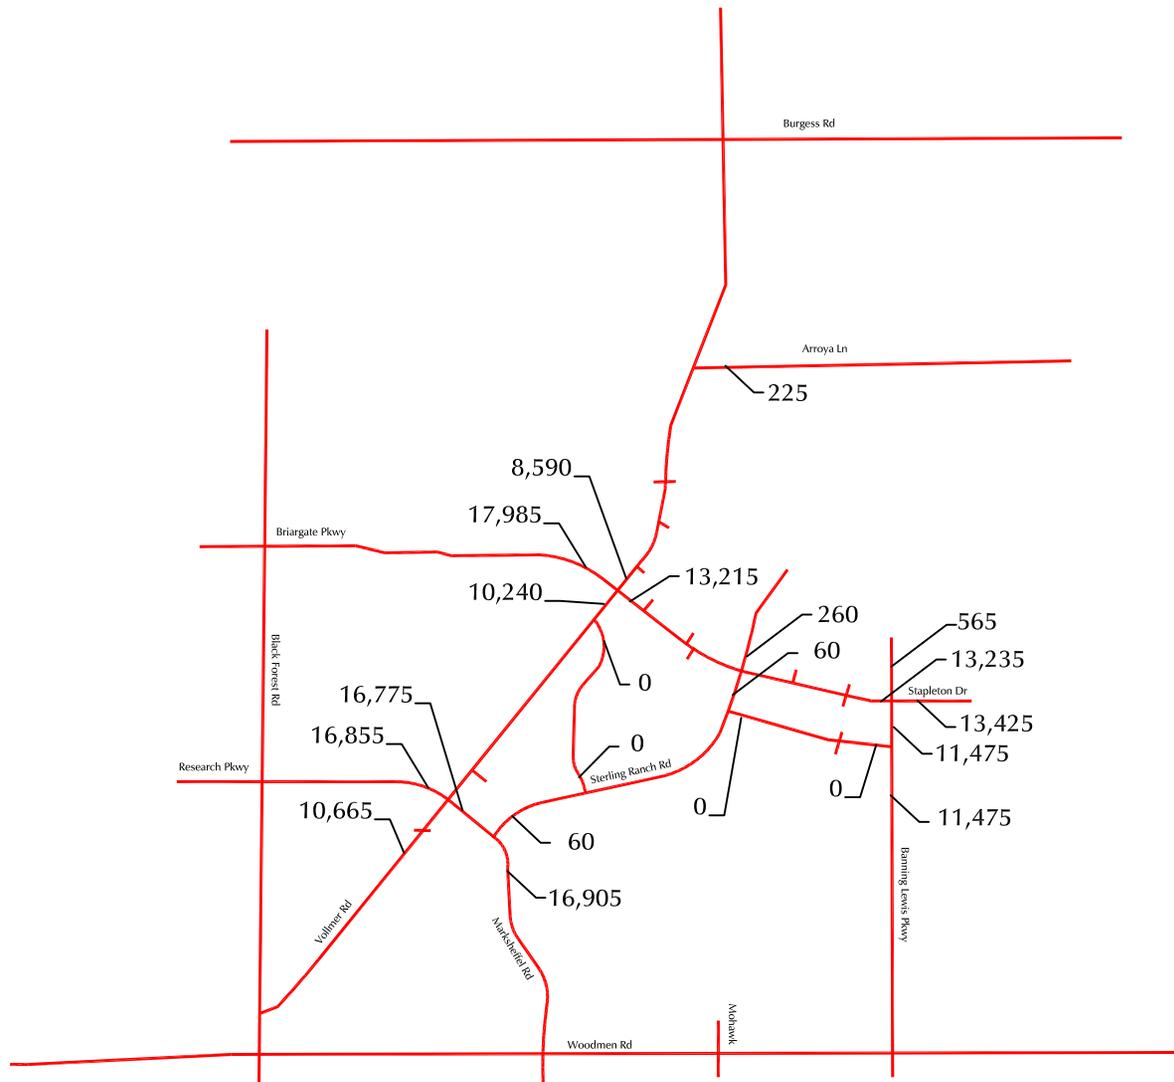 Burgess Rd
Arroya Ln
225
8,590
17,985
Briargate Pkwy
13,215
10,240
260
565
60
13,235
Black Forest Rd
0
16,775
Stapleton Dr
13,425
16,855
0
11,475
Research Pkwy
Sterling Ranch Rd
0
0
10,665
11,475
60
16,905
Banning Lewis Pkwy
Vollmer Rd
Marksheffel Rd
Mohawk
Woodmen Rd